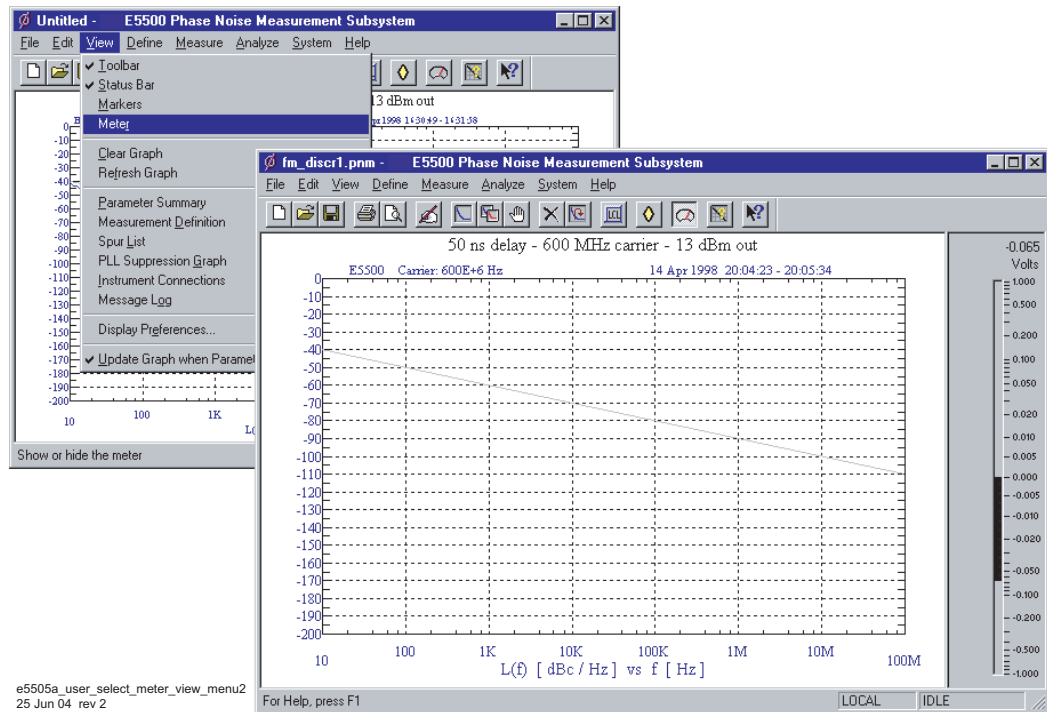 Untitled - E5500 Phase Noise Measurement Subsystem
File Edit View Define Measure Analyze System Help
✔ Toolbar
✔ Status Bar
Markers
Meter
Clear Graph
Refresh Graph
Parameter Summary
Measurement Definition
Spur List
PLL Suppression Graph
Instrument Connections
Message Log
Display Preferences...
✔ Update Graph when Paramet
13 dBm out
1998 16:30:49 - 16:31:58
0
-10
-20
-30
-40
-50
-60
-70
-80
-90
-100
-110
-120
-130
-140
-150
-160
-170
-180
-190
-200
10 100 1K
L(
Show or hide the meter
fm_discr1.pnm - E5500 Phase Noise Measurement Subsystem
File Edit View Define Measure Analyze System Help
50 ns delay - 600 MHz carrier - 13 dBm out
E5500 Carrier: 600E+6 Hz 14 Apr 1998 20:04:23 - 20:05:34
0
-10
-20
-30
-40
-50
-60
-70
-80
-90
-100
-110
-120
-130
-140
-150
-160
-170
-180
-190
-200
10 100 1K 10K 100K 1M 10M 100M
L(f) [ dBc / Hz ] vs f [ Hz ]
-0.065
Volts
1.000
0.500
0.200
0.100
0.050
0.020
0.010
0.005
0.000
-0.005
-0.010
-0.020
-0.050
-0.100
-0.200
-0.500
-1.000
For Help, press F1
LOCAL IDLE
e5505a_user_select_meter_view_menu2
25 Jun 04 rev 2